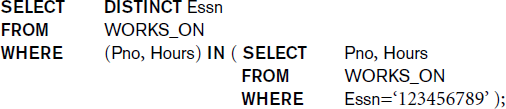 SELECT DISTINCT Essn
FROM WORKS_ON
WHERE (Pno, Hours) IN ( SELECT Pno, Hours
FROM WORKS_ON
WHERE Essn=‘123456789’ );